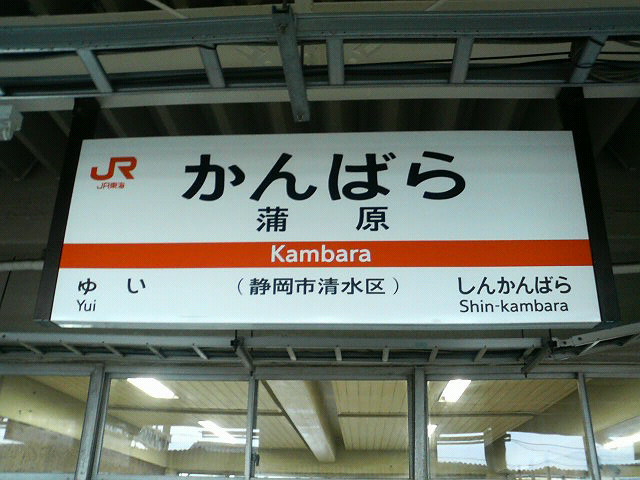 JR
JR東海
かんばら
蒲原
Kambara
ゆい
（静岡市清水区）
しんかんばら
Yui
Shin-kambara